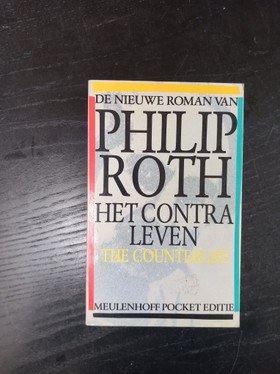 DE NIEUWE ROMAN VAN
PHILIP
ROTH
HET CONTRA
LEVEN
THE COUNTERLIFE
MEULENHOFF POCKET EDITIE